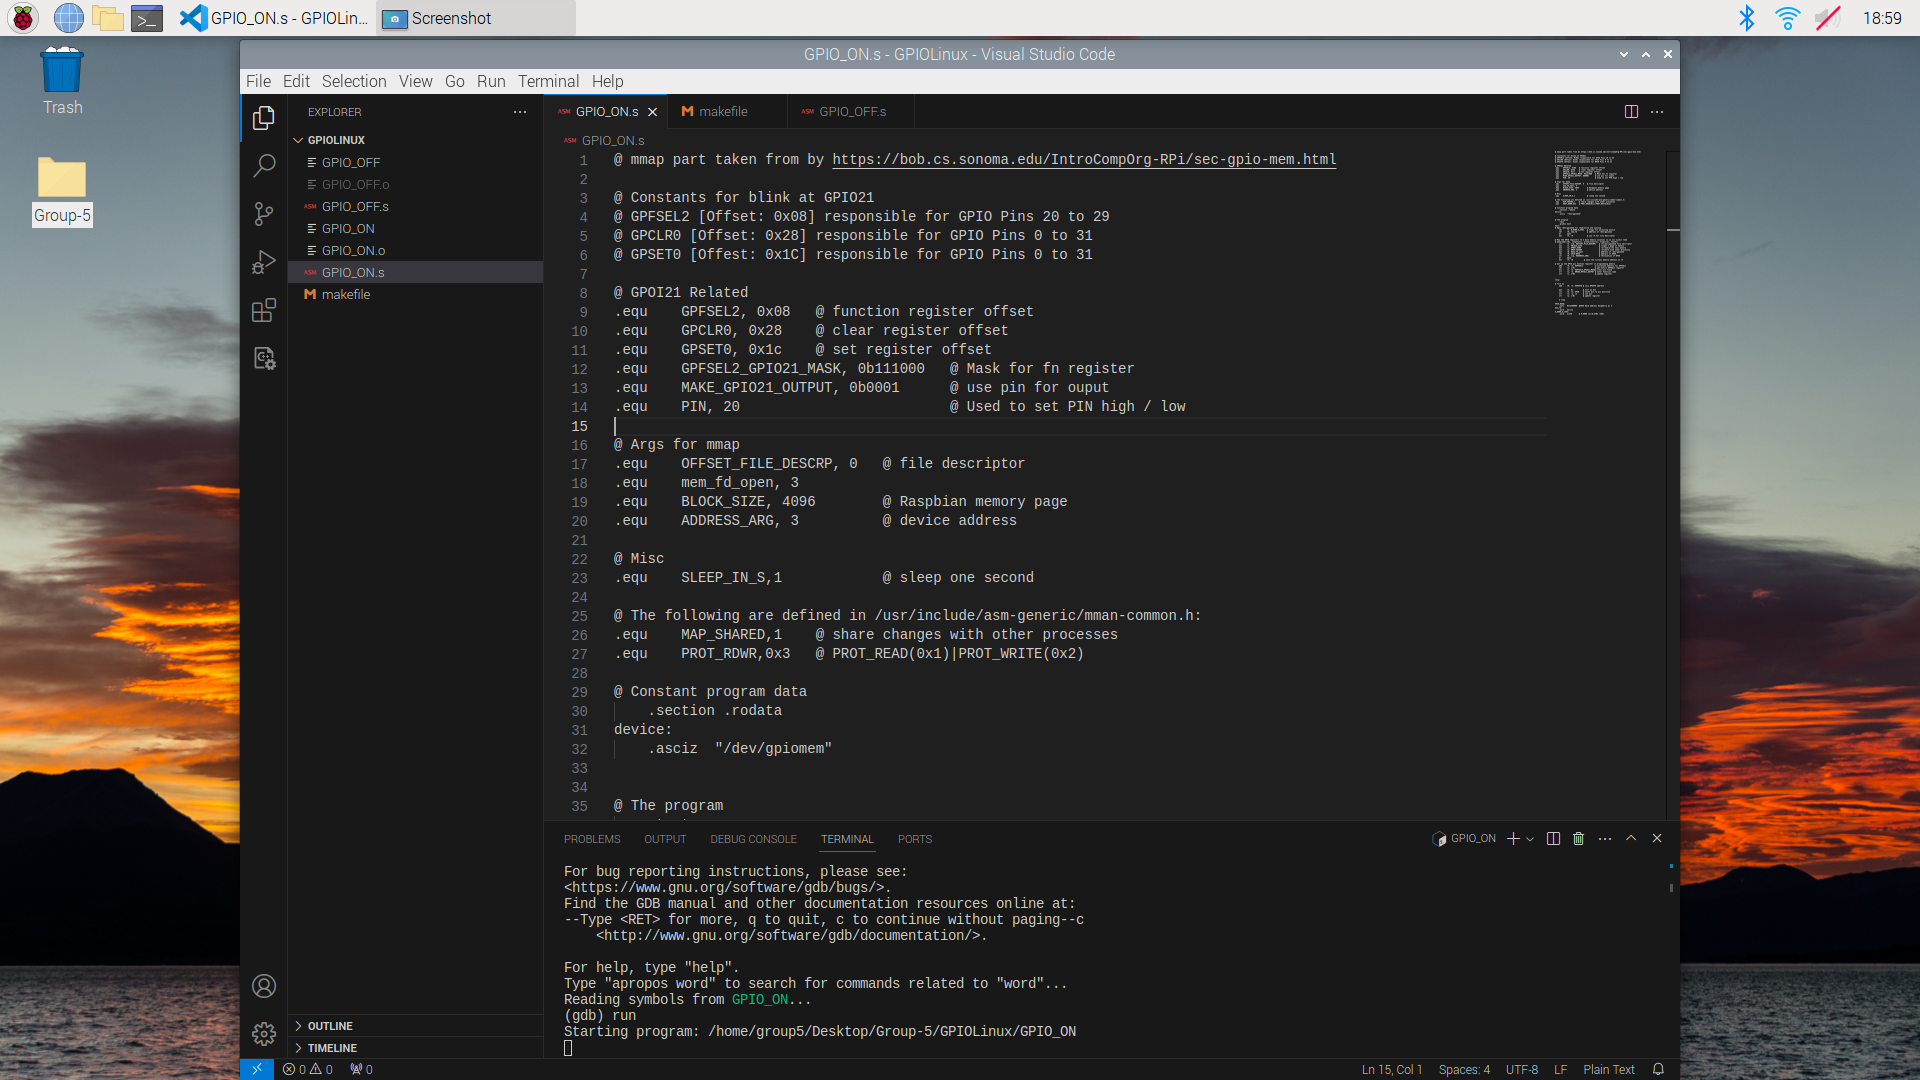 GPIO_ON.s - GPIOLin...
Screenshot
18:59
Trash
Group-5
GPIO_ON.s - GPIOLinux - Visual Studio Code
File Edit Selection View Go Run Terminal Help
EXPLORER
GPIOLINUX
GPIO_OFF
GPIO_OFF.o
ASM GPIO_OFF.s
GPIO_ON
GPIO_ON.o
ASM GPIO_ON.s
M makefile
OUTLINE
TIMELINE
ASM GPIO_ON.s
M makefile
ASM GPIO_OFF.s
ASM GPIO_ON.s
1 @ mmap part taken from by https://bob.cs.sonoma.edu/IntroCompOrg-RPi/sec-gpio-mem.html
2
3 @ Constants for blink at GPIO21
4 @ GPFSEL2 [Offset: 0x08] responsible for GPIO Pins 20 to 29
5 @ GPCLR0 [Offset: 0x28] responsible for GPIO Pins 0 to 31
6 @ GPSET0 [Offest: 0x1C] responsible for GPIO Pins 0 to 31
7
8 @ GPOI21 Related
9 .equ    GPFSEL2, 0x08   @ function register offset
10 .equ    GPCLR0, 0x28    @ clear register offset
11 .equ    GPSET0, 0x1c    @ set register offset
12 .equ    GPFSEL2_GPIO21_MASK, 0b111000   @ Mask for fn register
13 .equ    MAKE_GPIO21_OUTPUT, 0b0001      @ use pin for ouput
14 .equ    PIN, 20                         @ Used to set PIN high / low
15
16 @ Args for mmap
17 .equ    OFFSET_FILE_DESCRP, 0   @ file descriptor
18 .equ    mem_fd_open, 3
19 .equ    BLOCK_SIZE, 4096        @ Raspbian memory page
20 .equ    ADDRESS_ARG, 3          @ device address
21
22 @ Misc
23 .equ    SLEEP_IN_S,1            @ sleep one second
24
25 @ The following are defined in /usr/include/asm-generic/mman-common.h:
26 .equ    MAP_SHARED,1    @ share changes with other processes
27 .equ    PROT_RDWR,0x3   @ PROT_READ(0x1)|PROT_WRITE(0x2)
28
29 @ Constant program data
30     .section .rodata
31 device:
32     .asciz  "/dev/gpiomem"
33
34
35 @ The program
PROBLEMS OUTPUT DEBUG CONSOLE TERMINAL PORTS
GPIO_ON
For bug reporting instructions, please see:
<https://www.gnu.org/software/gdb/bugs/>.
Find the GDB manual and other documentation resources online at:
--Type <RET> for more, q to quit, c to continue without paging--c
    <http://www.gnu.org/software/gdb/documentation/>.
For help, type "help".
Type "apropos word" to search for commands related to "word"...
Reading symbols from GPIO_ON...
(gdb) run
Starting program: /home/group5/Desktop/Group-5/GPIOLinux/GPIO_ON
0 0 0
Ln 15, Col 1 Spaces: 4 UTF-8 LF Plain Text